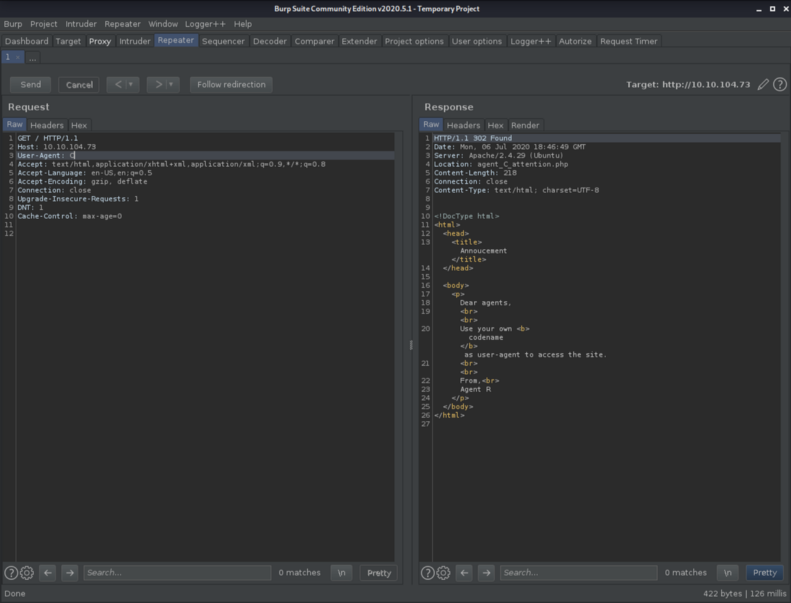 Burp Suite Community Edition v2020.5.1 - Temporary Project
Burp Project Intruder Repeater Window Logger++ Help
Dashboard Target Proxy Intruder Repeater Sequencer Decoder Comparer Extender Project options User options Logger++ Autorize Request Timer
1 × ...
Send Cancel < > Follow redirection Target: http://10.10.104.73 ?
Request
Raw Headers Hex
1 GET / HTTP/1.1
2 Host: 10.10.104.73
3 User-Agent: C
4 Accept: text/html,application/xhtml+xml,application/xml;q=0.9,*/*;q=0.8
5 Accept-Language: en-US,en;q=0.5
6 Accept-Encoding: gzip, deflate
7 Connection: close
8 Upgrade-Insecure-Requests: 1
9 DNT: 1
10 Cache-Control: max-age=0
11
12
? Search... 0 matches \n Pretty
Response
Raw Headers Hex Render
1 HTTP/1.1 302 Found
2 Date: Mon, 06 Jul 2020 18:46:49 GMT
3 Server: Apache/2.4.29 (Ubuntu)
4 Location: agent_C_attention.php
5 Content-Length: 218
6 Connection: close
7 Content-Type: text/html; charset=UTF-8
8
9
10 <!DocType html>
11 <html>
12 <head>
13 <title>
Annoucement
</title>
14 </head>
15
16 <body>
17 <p>
18 Dear agents,
19 <br>
<br>
20 Use your own <b>
codename
</b>
as user-agent to access the site.
21 <br>
<br>
22 From,<br>
23 Agent R
24 </p>
25 </body>
26 </html>
27
? Search... 0 matches \n Pretty
Done 422 bytes | 126 millis